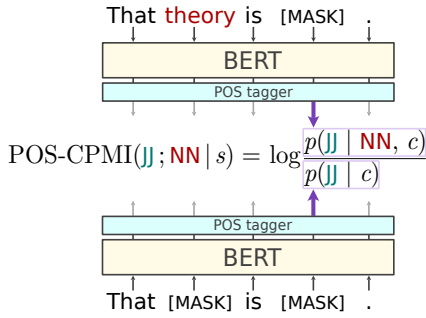 That theory is [MASK] .
BERT
POS tagger
POS-CPMI(JJ ; NN | s) = log p(JJ | NN, c)
p(JJ | c)
POS tagger
BERT
That [MASK] is [MASK] .